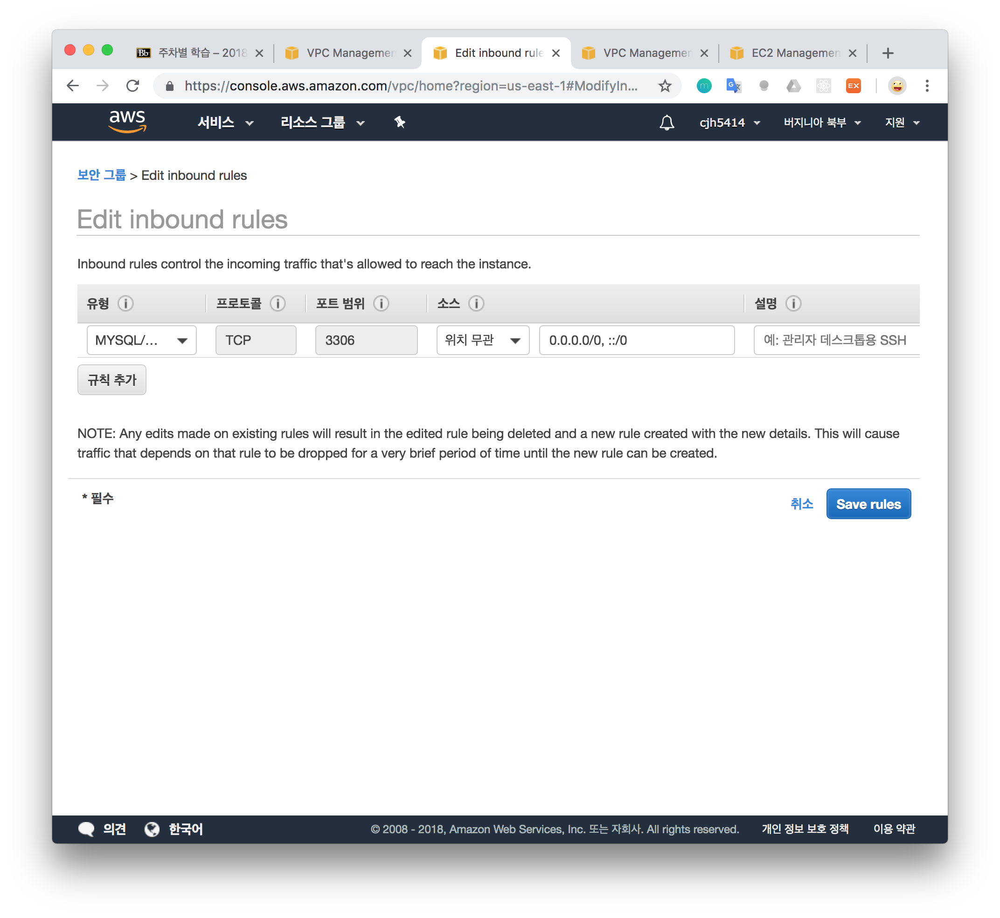 Bb 주차별 학습 – 2018
VPC Managemen
Edit inbound rule
VPC Managemen
EC2 Managemen
https://console.aws.amazon.com/vpc/home?region=us-east-1#ModifyIn...
m
G
EX
aws 서비스 리소스 그룹 cjh5414 버지니아 북부 지원
보안 그룹 > Edit inbound rules
Edit inbound rules
Inbound rules control the incoming traffic that's allowed to reach the instance.
유형 i 프로토콜 i 포트 범위 i 소스 i 설명 i
MYSQL/... TCP 3306 위치 무관 0.0.0.0/0, ::/0 예: 관리자 데스크톱용 SSH
규칙 추가
NOTE: Any edits made on existing rules will result in the edited rule being deleted and a new rule created with the new details. This will cause
traffic that depends on that rule to be dropped for a very brief period of time until the new rule can be created.
* 필수
취소 Save rules
의견 한국어 © 2008 - 2018, Amazon Web Services, Inc. 또는 자회사. All rights reserved. 개인 정보 보호 정책 이용 약관